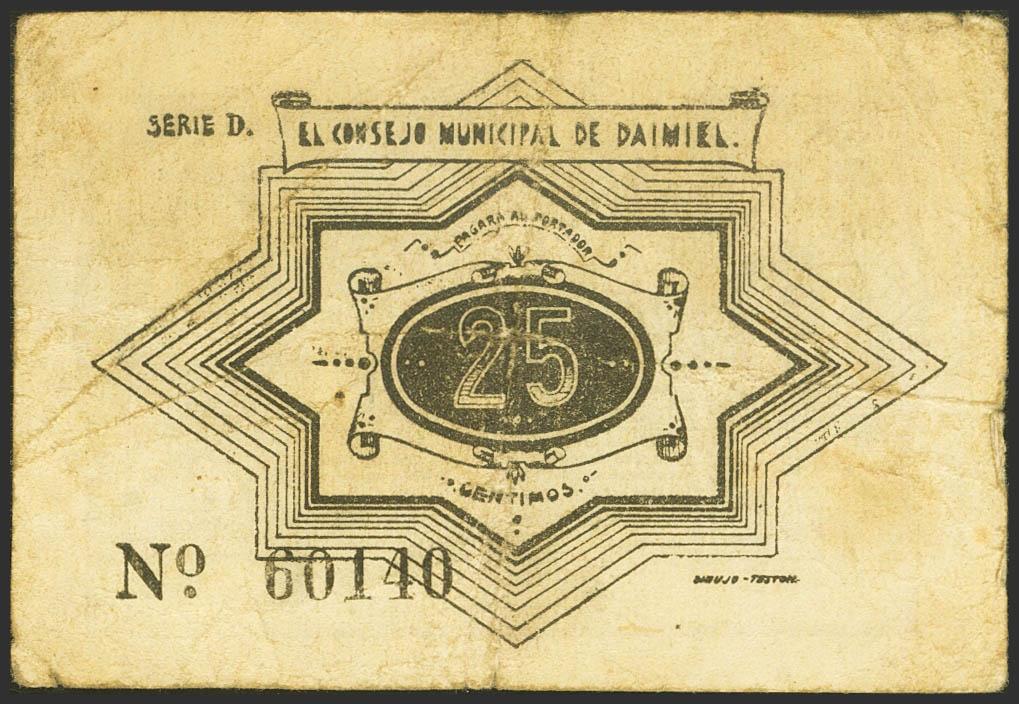 SERIE D.
EL CONSEJO MUNICIPAL DE DAIMIEL.
PAGARA AL PORTADOR
25
CENTIMOS.
Nº 60140
DIBUJO-TESTON.